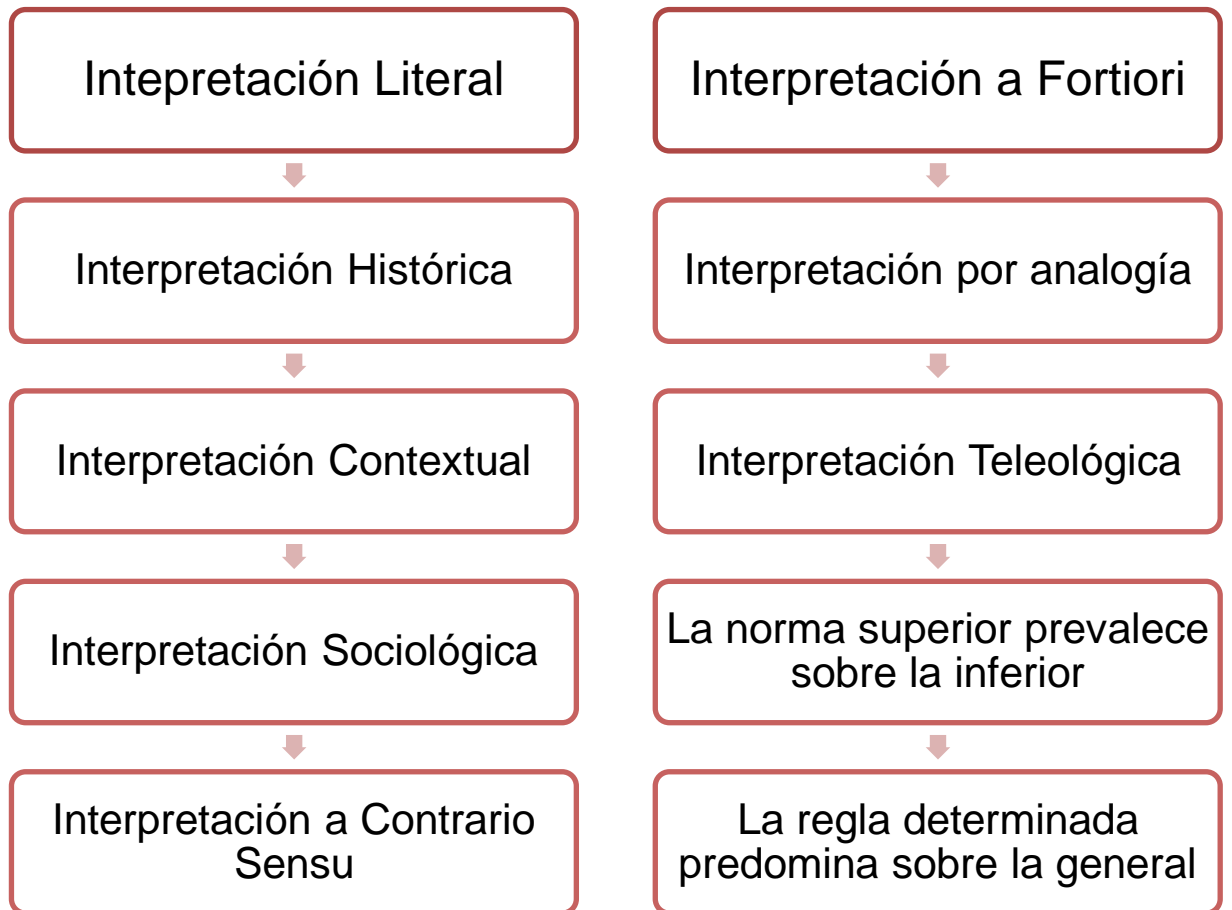 Intepretación Literal
Interpretación Histórica
Interpretación Contextual
Interpretación Sociológica
Interpretación a Contrario
Sensu
Interpretación a Fortiori
Interpretación por analogía
Interpretación Teleológica
La norma superior prevalece
sobre la inferior
La regla determinada
predomina sobre la general